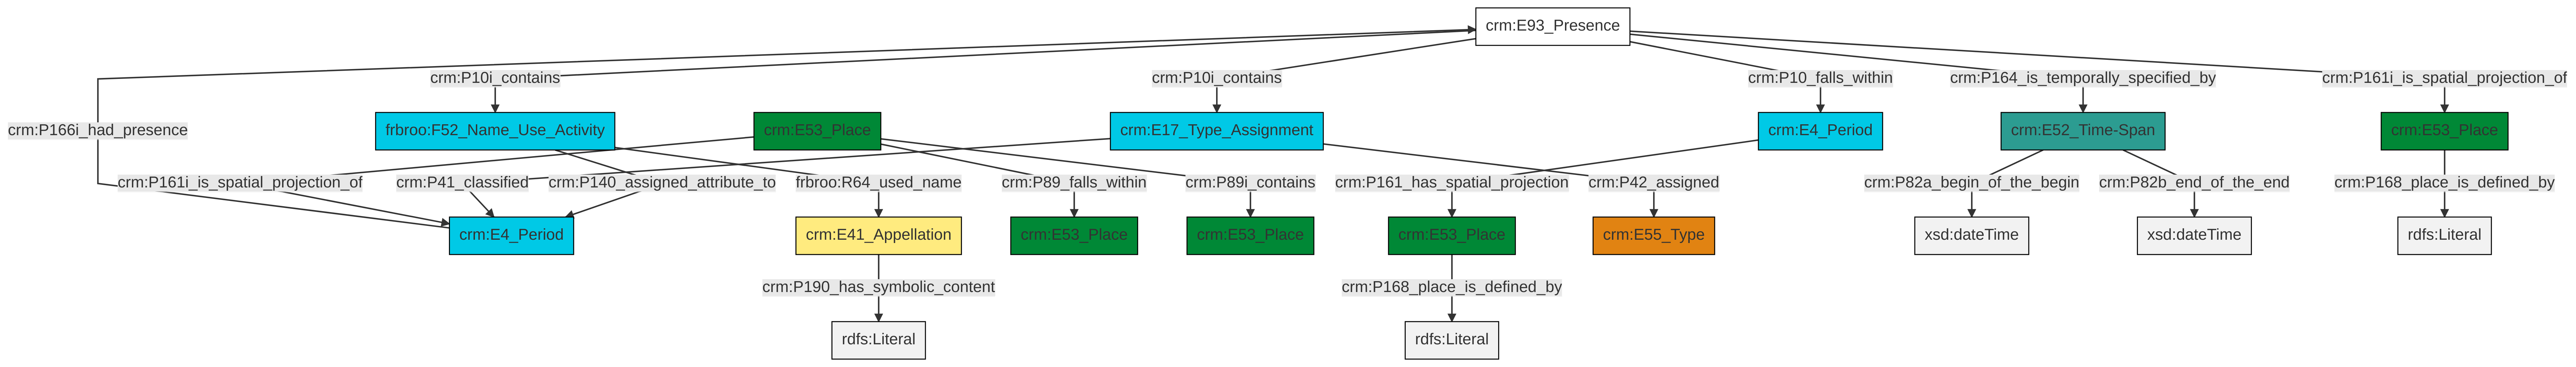 crm:E93_Presence
crm:P10i_contains
crm:P10i_contains
crm:P10_falls_within
crm:P164_is_temporally_specified_by
crm:P161i_is_spatial_projection_of
crm:P166i_had_presence
frbroo:F52_Name_Use_Activity
crm:E53_Place
crm:E17_Type_Assignment
crm:E4_Period
crm:E52_Time-Span
crm:E53_Place
crm:P161i_is_spatial_projection_of
crm:P41_classified
crm:P140_assigned_attribute_to
frbroo:R64_used_name
crm:P89_falls_within
crm:P89i_contains
crm:P161_has_spatial_projection
crm:P42_assigned
crm:P82a_begin_of_the_begin
crm:P82b_end_of_the_end
crm:P168_place_is_defined_by
crm:E4_Period
crm:E41_Appellation
crm:E53_Place
crm:E53_Place
crm:E53_Place
crm:E55_Type
xsd:dateTime
xsd:dateTime
rdfs:Literal
crm:P190_has_symbolic_content
crm:P168_place_is_defined_by
rdfs:Literal
rdfs:Literal